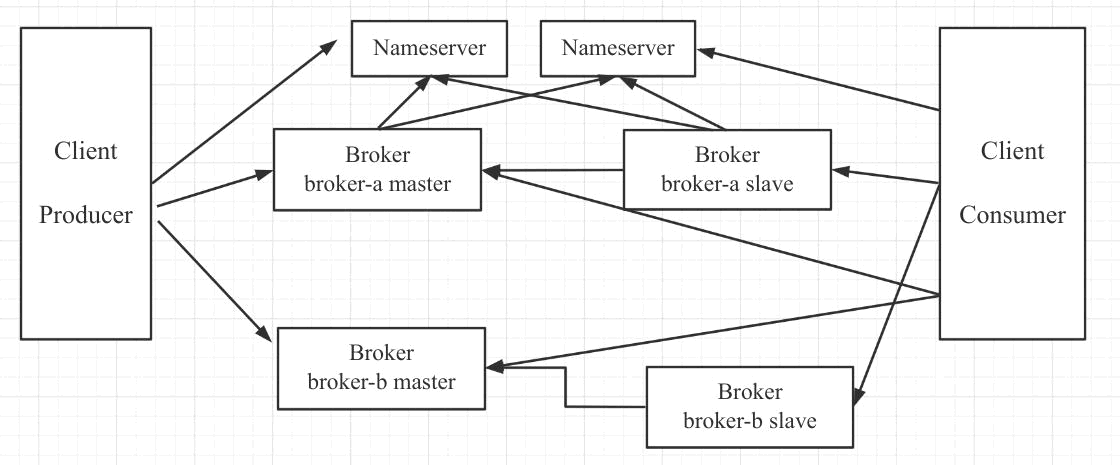 Nameserver
Nameserver
Client
Producer
Broker
broker-a master
Broker
broker-a slave
Client
Consumer
Broker
broker-b master
Broker
broker-b slave